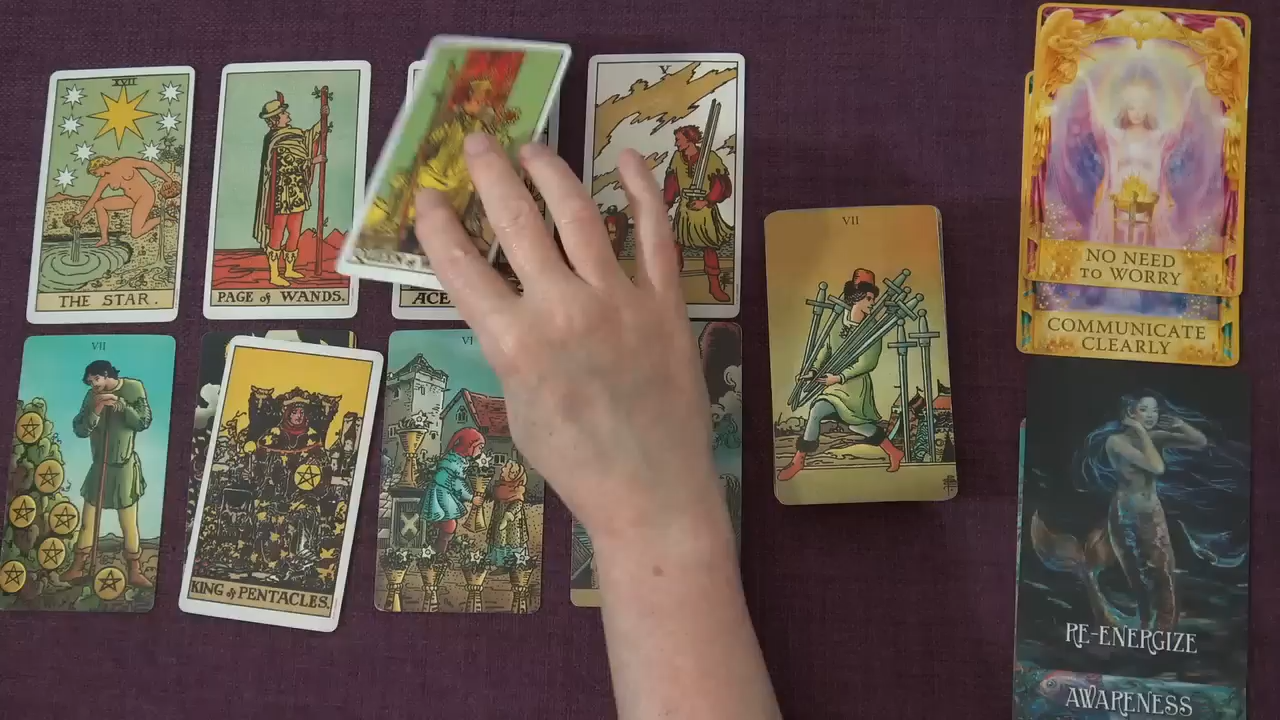 XVII
THE STAR.
PAGE of WANDS.
ACE
V
VII
KING of PENTACLES.
VI
VII
NO NEED
TO WORRY
COMMUNICATE
CLEARLY
RE-ENERGIZE
AWARENESS